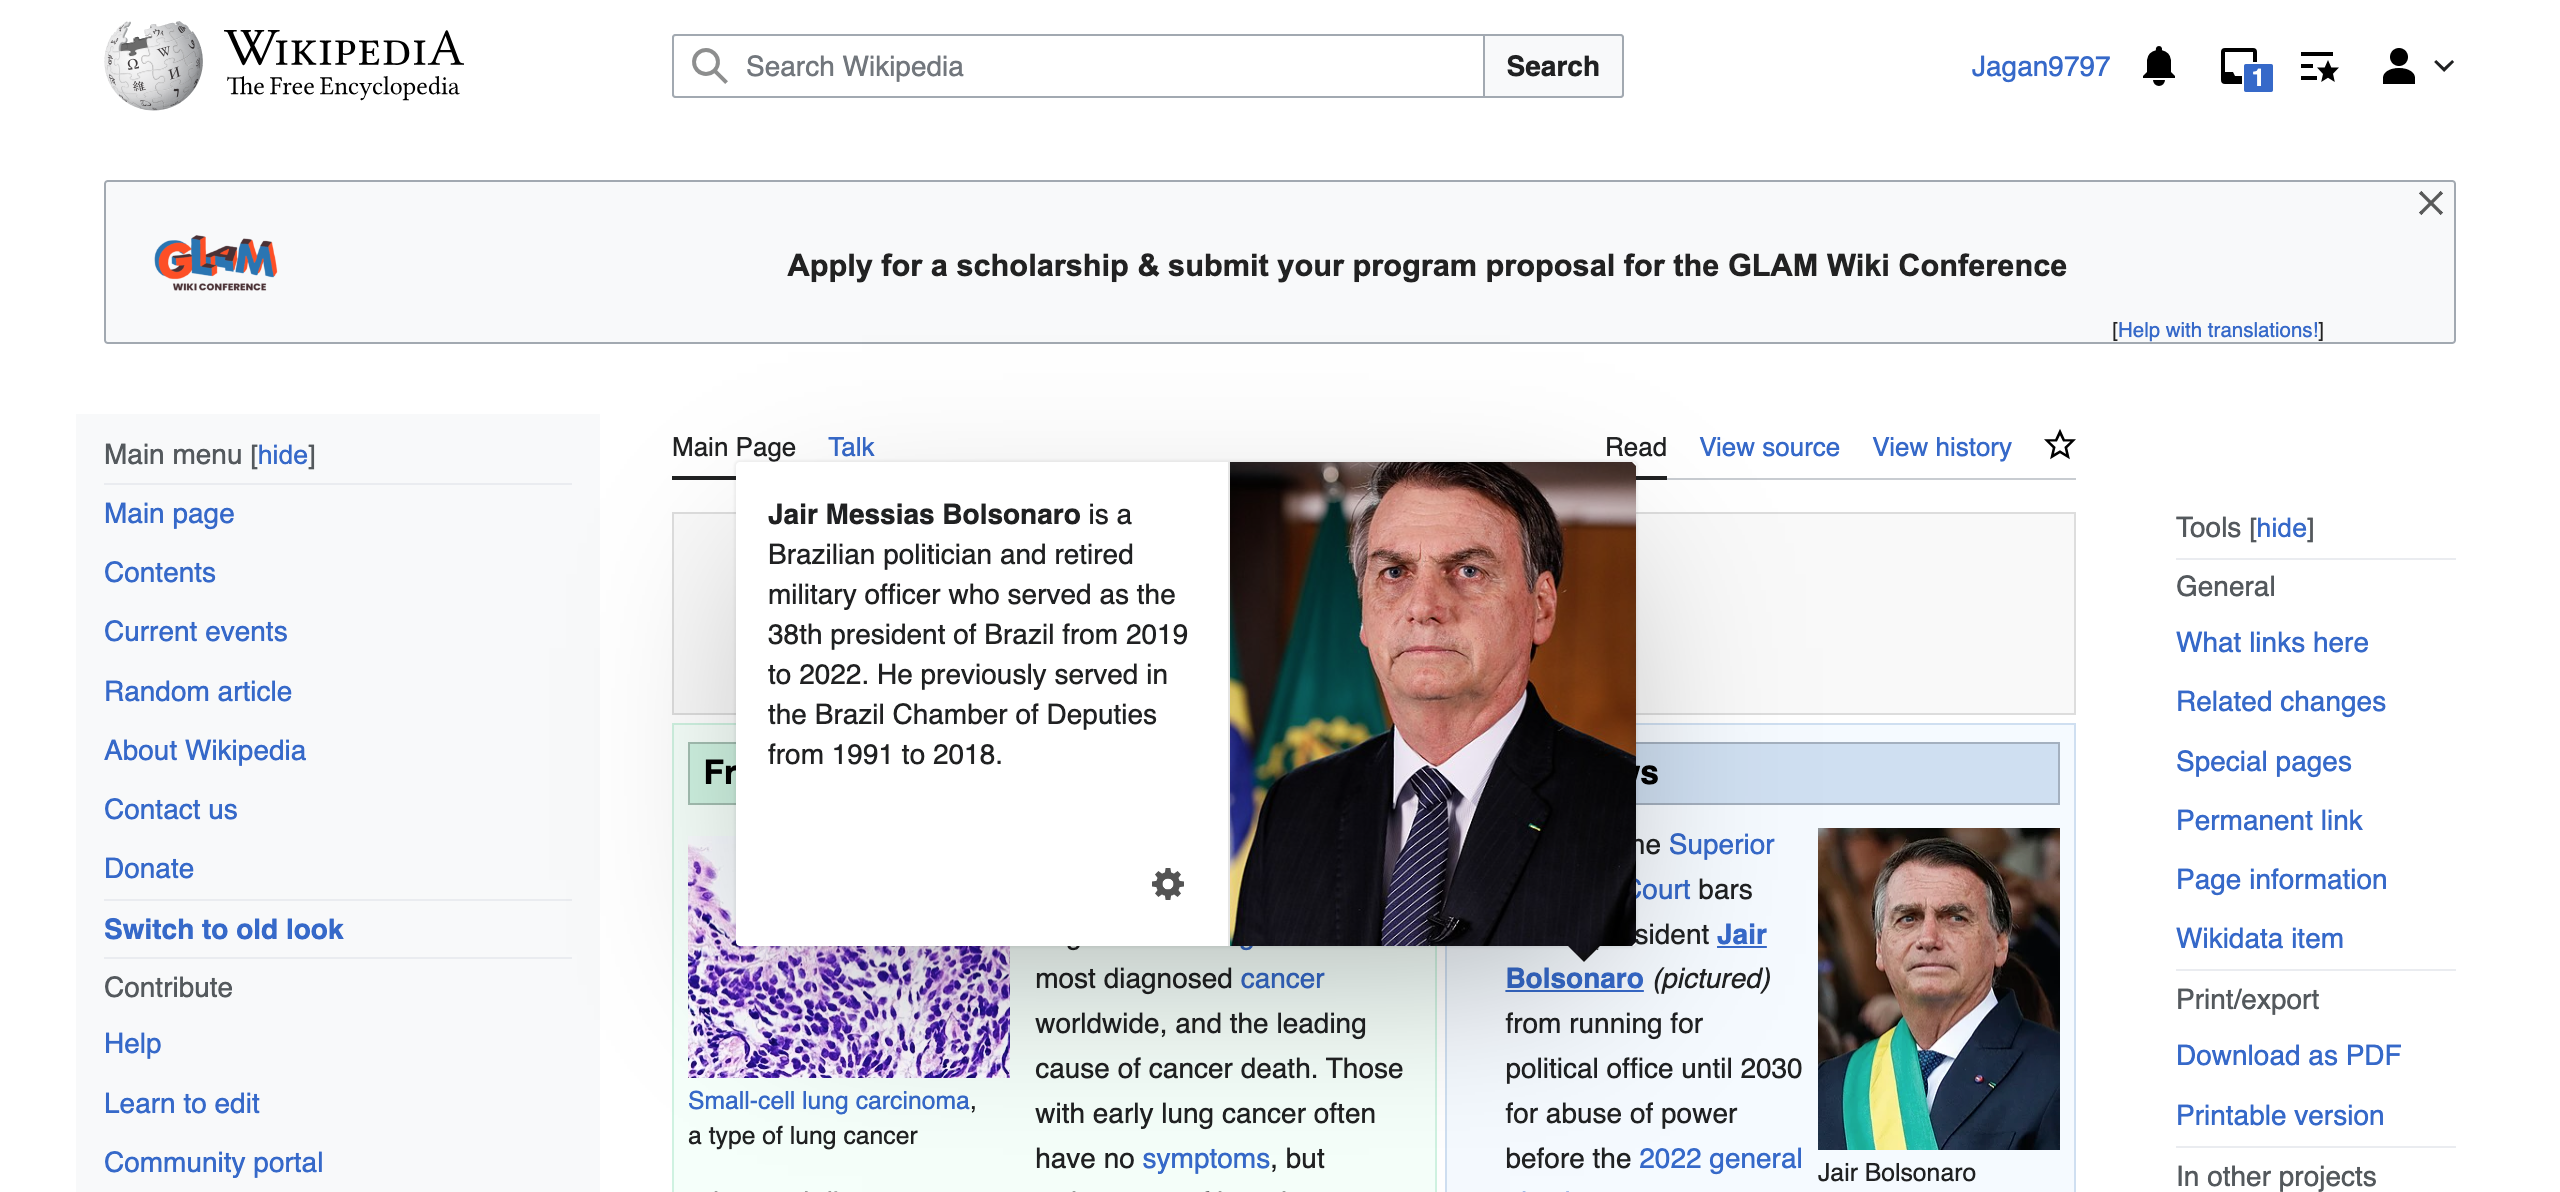 WIKIPEDIA
The Free Encyclopedia
Search Wikipedia
Search
Jagan9797
1
GLAM
WIKI CONFERENCE
Apply for a scholarship & submit your program proposal for the GLAM Wiki Conference
[Help with translations!]
Main menu [hide]
Main page
Contents
Current events
Random article
About Wikipedia
Contact us
Donate
Switch to old look
Contribute
Help
Learn to edit
Community portal
Main Page Talk
Read View source View history
Jair Messias Bolsonaro is a
Brazilian politician and retired
military officer who served as the
38th president of Brazil from 2019
to 2022. He previously served in
the Brazil Chamber of Deputies
from 1991 to 2018.
Small-cell lung carcinoma,
a type of lung cancer
most diagnosed cancer
worldwide, and the leading
cause of cancer death. Those
with early lung cancer often
have no symptoms, but
Superior
Court bars
Jair
Bolsonaro (pictured)
from running for
political office until 2030
for abuse of power
before the 2022 general
Jair Bolsonaro
Tools [hide]
General
What links here
Related changes
Special pages
Permanent link
Page information
Wikidata item
Print/export
Download as PDF
Printable version
In other projects